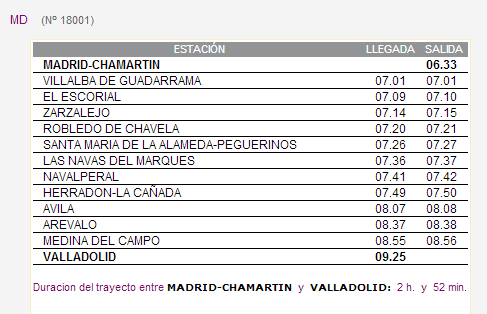 MD (Nº 18001)
ESTACIÓN LLEGADA SALIDA
MADRID-CHAMARTIN 06.33
VILLALBA DE GUADARRAMA 07.01 07.01
EL ESCORIAL 07.09 07.10
ZARZALEJO 07.14 07.15
ROBLEDO DE CHAVELA 07.20 07.21
SANTA MARIA DE LA ALAMEDA-PEGUERINOS 07.26 07.27
LAS NAVAS DEL MARQUES 07.36 07.37
NAVALPERAL 07.41 07.42
HERRADON-LA CAÑADA 07.49 07.50
AVILA 08.07 08.08
AREVALO 08.37 08.38
MEDINA DEL CAMPO 08.55 08.56
VALLADOLID 09.25
Duracion del trayecto entre MADRID-CHAMARTIN y VALLADOLID: 2 h. y 52 min.